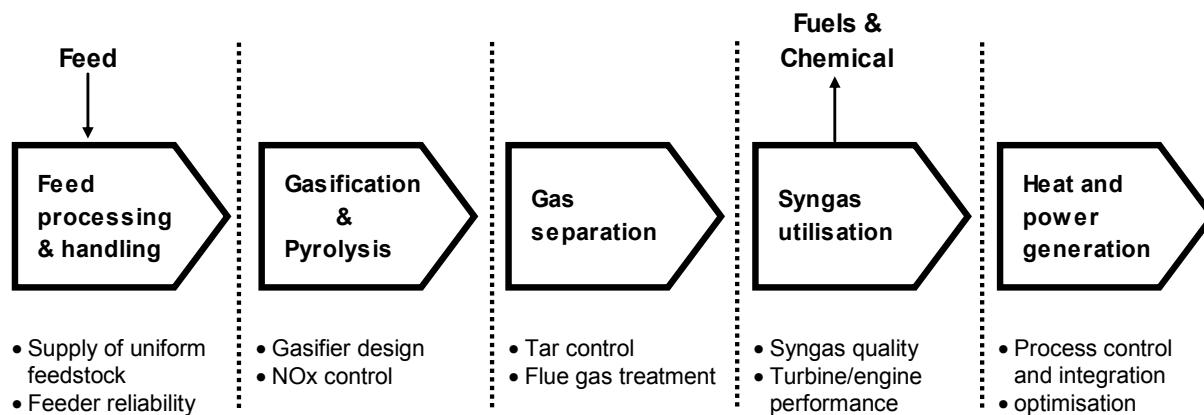 Feed
Fuels &
Chemical
Feed
processing
& handling
Gasification
&
Pyrolysis
Gas
separation
Syngas
utilisation
Heat and
power
generation
• Supply of uniform
feedstock
• Feeder reliability
• Gasifier design
• NOx control
• Tar control
• Flue gas treatment
• Syngas quality
• Turbine/engine
performance
• Process control
and integration
• optimisation